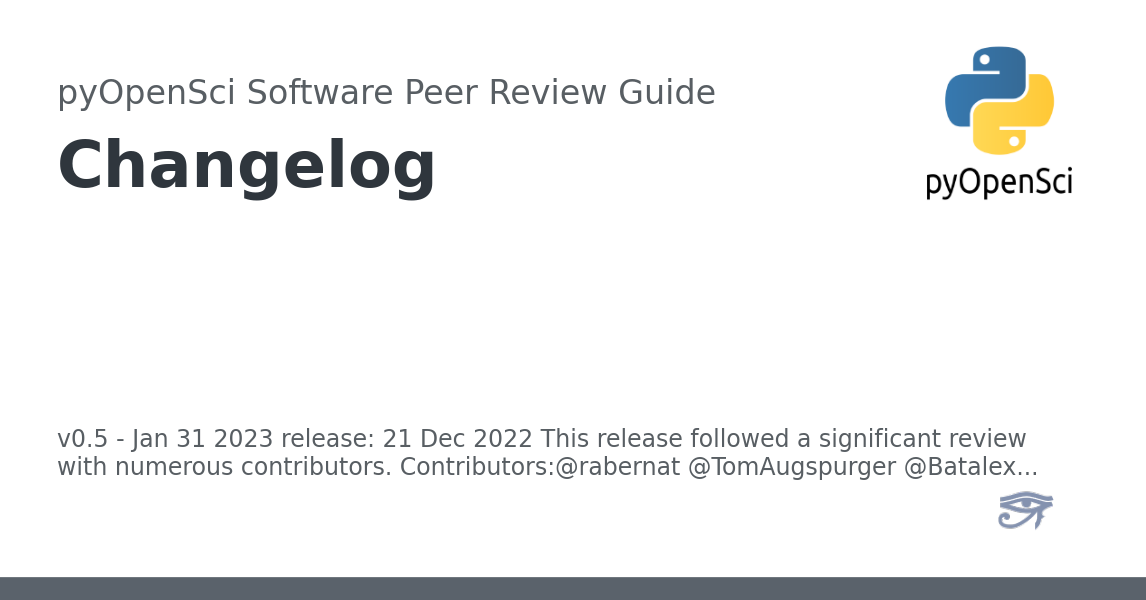 pyOpenSci Software Peer Review Guide
Changelog
pyOpenSci
v0.5 - Jan 31 2023 release: 21 Dec 2022 This release followed a significant review
with numerous contributors. Contributors:@rabernat @TomAugspurger @Batalex...